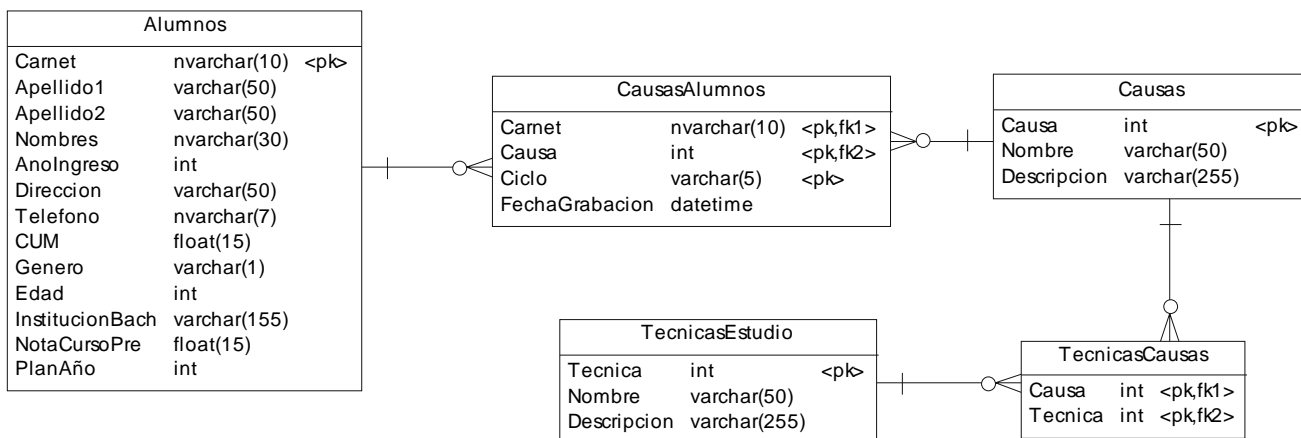 Alumnos
Carnet nvarchar(10) <pk>
Apellido1 varchar(50)
Apellido2 varchar(50)
Nombres nvarchar(30)
AnoIngreso int
Direccion varchar(50)
Telefono nvarchar(7)
CUM float(15)
Genero varchar(1)
Edad int
InstitucionBach varchar(155)
NotaCursoPre float(15)
PlanAño int
CausasAlumnos
Carnet nvarchar(10) <pk,fk1>
Causa int <pk,fk2>
Ciclo varchar(5) <pk>
FechaGrabacion datetime
Causas
Causa int <pk>
Nombre varchar(50)
Descripcion varchar(255)
TecnicasEstudio
Tecnica int <pk>
Nombre varchar(50)
Descripcion varchar(255)
TecnicasCausas
Causa int <pk,fk1>
Tecnica int <pk,fk2>